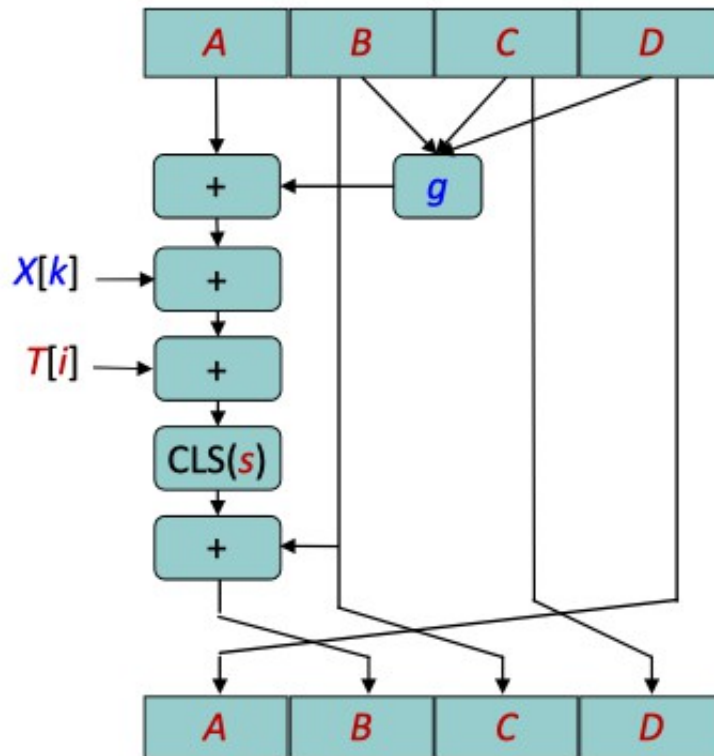 A B C D
+ g
X[k] +
T[i] +
CLS(s)
+
A B C D